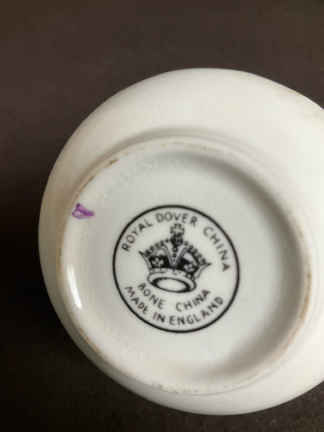 ROYAL DOVER CHINA
BONE CHINA
MADE IN ENGLAND